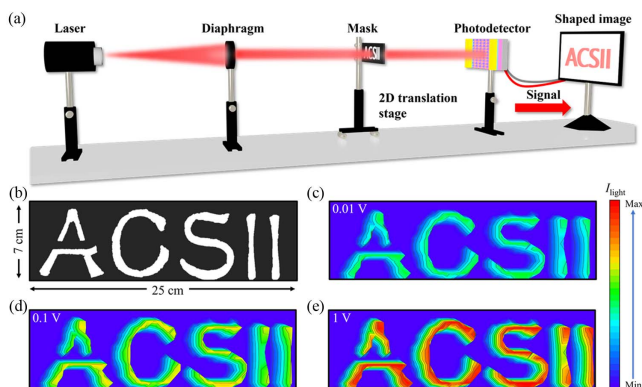 (a)
Laser
Diaphragm
Mask
Photodetector
Shaped image
ACSII
ACSII
2D translation
stage
Signal
(b)
7 cm
ACSII
25 cm
(c)
0.01 V
I light
Max
Min
(d)
0.1 V
ACSII
(e)
1 V
ACSII
ACSII